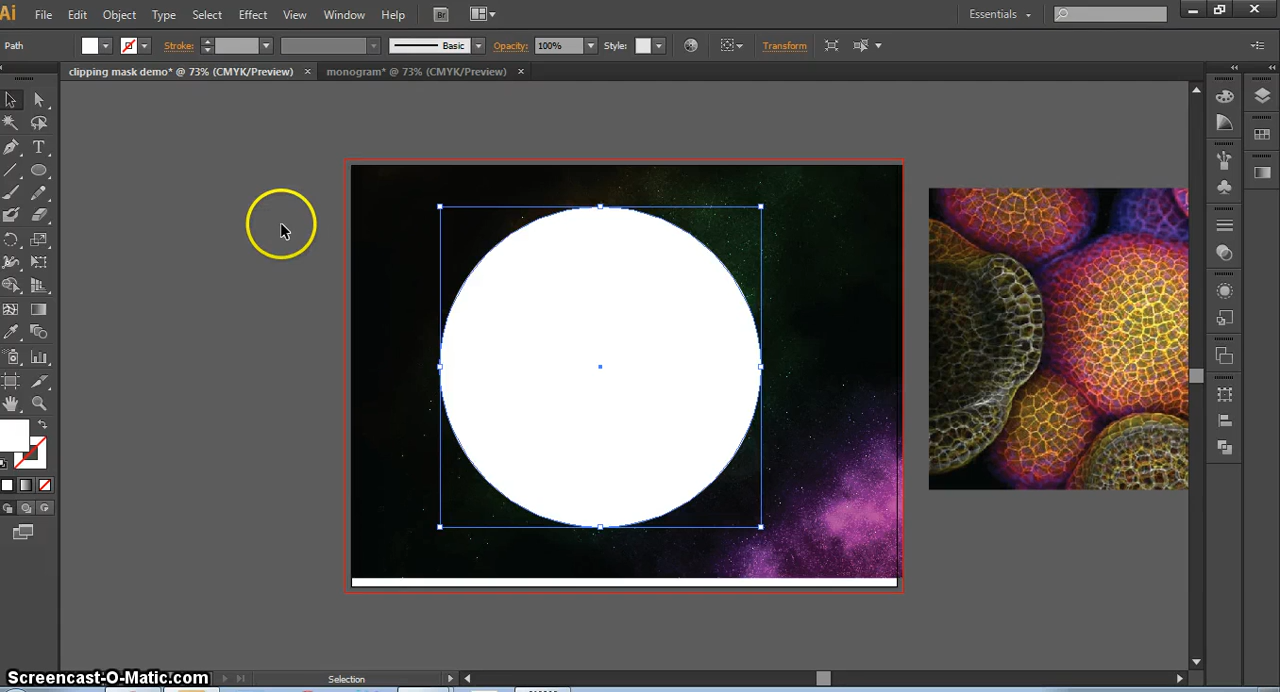 Ai File Edit Object Type Select Effect View Window Help Br Essentials
Path Stroke: Basic Opacity: 100% Style: Transform
clipping mask demo* @ 73% (CMYK/Preview) × monogram* @ 73% (CMYK/Preview) ×
T
Screencast-O-Matic.com Selection